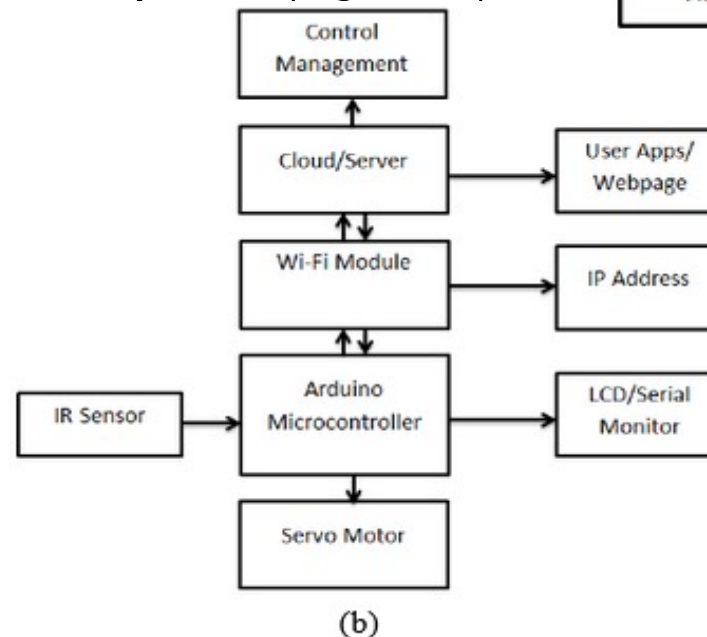 Control
Management
Cloud/Server
User Apps/
Webpage
Wi-Fi Module
IP Address
Arduino
Microcontroller
IR Sensor
LCD/Serial
Monitor
Servo Motor
(b)